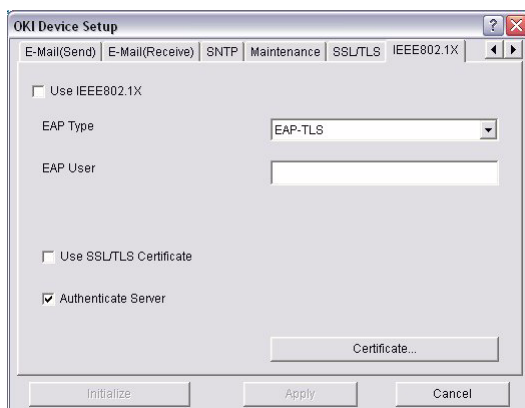 OKI Device Setup
E-Mail(Send) E-Mail(Receive) SNTP Maintenance SSL/TLS IEEE802.1X
Use IEEE802.1X
EAP Type EAP-TLS
EAP User
Use SSL/TLS Certificate
Authenticate Server
Certificate...
Initialize Apply Cancel